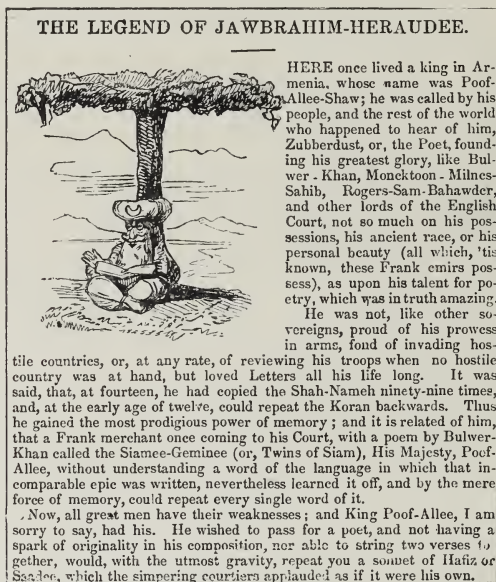 THE LEGEND OF JAWBRAHIM-HERAUDEE.
HERE once lived a king in Ar-
menia, whose name was Poof-
Allee-Shaw; he was called by his
people, and the rest of the world
who happened to hear of him,
Zubberdust, or, the Poet, found-
ing his greatest glory, like Bul-
wer-Khan, Moncktoon-Milnes-
Sahib, Rogers-Sam-Bahawder,
and other lords of the English
Court, not so much on his pos-
sessions, his ancient race, or his
personal beauty (all which, 'tis
known, these Frank emirs pos-
sess), as upon his talent for po-
etry, which was in truth amazing.
He was not, like other so-
vereigns, proud of his prowess
in arms, fond of invading hos-
tile countries, or, at any rate, of reviewing his troops when no hostile
country was at hand, but loved Letters all his life long. It was
said, that, at fourteen, he had copied the Shah-Nameh ninety-nine times,
and, at the early age of twelve, could repeat the Koran backwards. Thus
he gained the most prodigious power of memory; and it is related of him,
that a Frank merchant once coming to his Court, with a poem by Bulwer-
Khan called the Siamee-Geminee (or, Twins of Siam), His Majesty, Poof-
Allee, without understanding a word of the language in which that in-
comparable epic was written, nevertheless learned it off, and by the mere
force of memory, could repeat every single word of it.
Now, all great men have their weaknesses; and King Poof-Allee, I am
sorry to say, had his. He wished to pass for a poet, and not having a
spark of originality in his composition, nor able to string two verses to
gether, would, with the utmost gravity, repeat you a sonnet of Hafiz or
Saadee, which the simpering courtiers applauded as if it were his own.